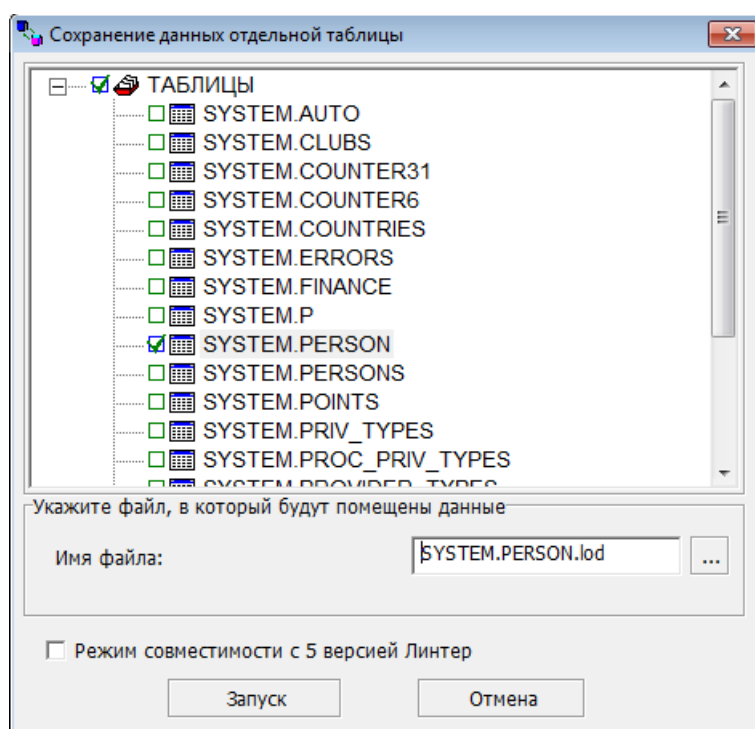 Сохранение данных отдельной таблицы
ТАБЛИЦЫ
SYSTEM.AUTO
SYSTEM.CLUBS
SYSTEM.COUNTER31
SYSTEM.COUNTER6
SYSTEM.COUNTRIES
SYSTEM.ERRORS
SYSTEM.FINANCE
SYSTEM.P
SYSTEM.PERSON
SYSTEM.PERSONS
SYSTEM.POINTS
SYSTEM.PRIV_TYPES
SYSTEM.PROC_PRIV_TYPES
SYSTEM.PROVIDER_TYPES
Укажите файл, в который будут помещены данные
Имя файла: SYSTEM.PERSON.lod ...
Режим совместимости с 5 версией Линтер
Запуск Отмена